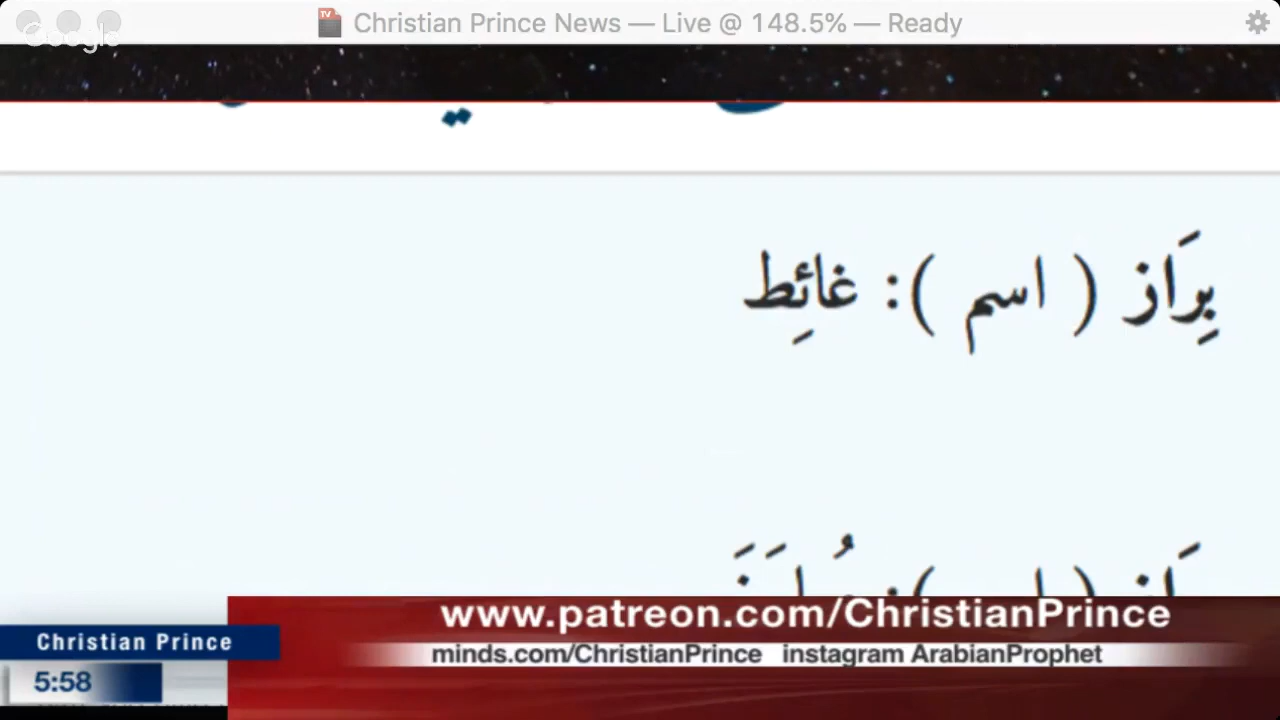 Christian Prince News — Live @ 148.5% — Ready
Google
بِرَاز ( اسم ): غائِط
www.patreon.com/ChristianPrince
Christian Prince
minds.com/ChristianPrince instagram ArabianProphet
5:58